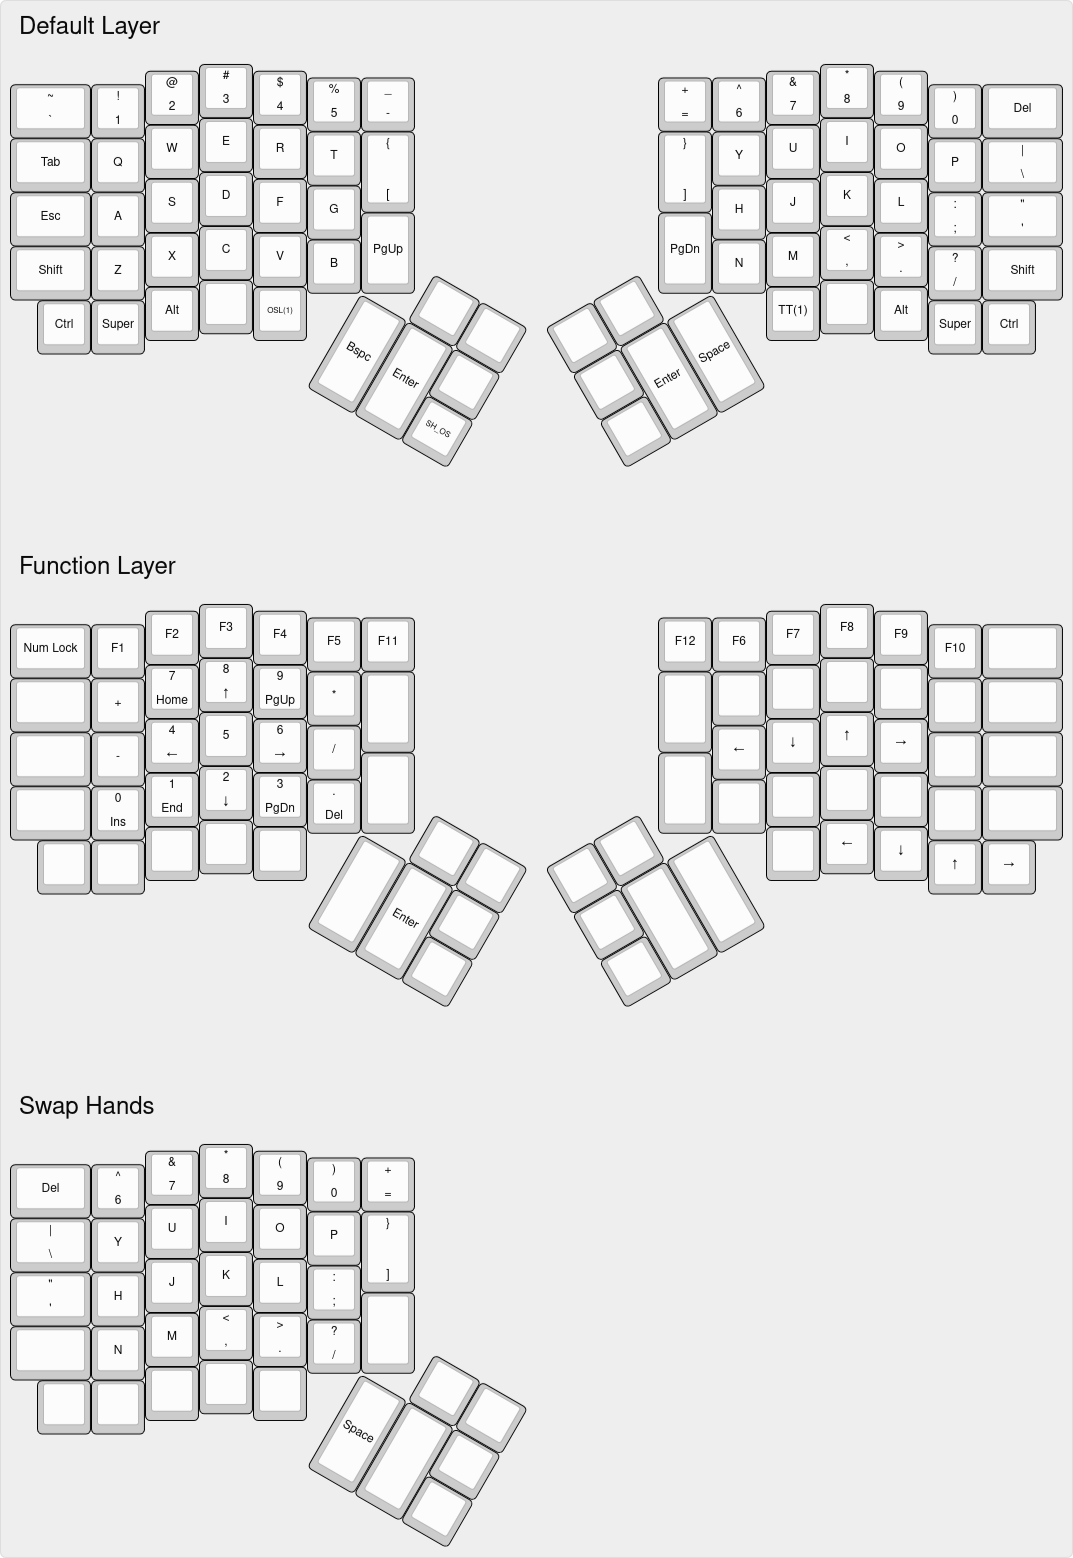 Default Layer
~ ! @ # $ % _ + ^ & * ( ) Del
` 1 2 3 4 5 - = 6 7 8 9 0
Tab Q W E R T { } Y U I O P |
[ ] \
Esc A S D F G H J K L : "
; '
Shift Z X C V B PgUp PgDn N M < > ? Shift
, . /
Ctrl Super Alt OSL(1) TT(1) Alt Super Ctrl
Bspc Enter Enter Space
SH_OS
Function Layer
Num Lock F1 F2 F3 F4 F5 F11 F12 F6 F7 F8 F9 F10
+ 7 8 9 *
Home ↑ PgUp
- 4 5 6 / ← ↓ ↑ →
← →
0 1 2 3 .
Ins End ↓ PgDn Del
← ↓ ↑ →
Enter
Swap Hands
Del ^ & * ( ) +
6 7 8 9 0 =
| Y U I O P }
\ ]
" H J K L :
' ;
N M < > ?
, . /
Space